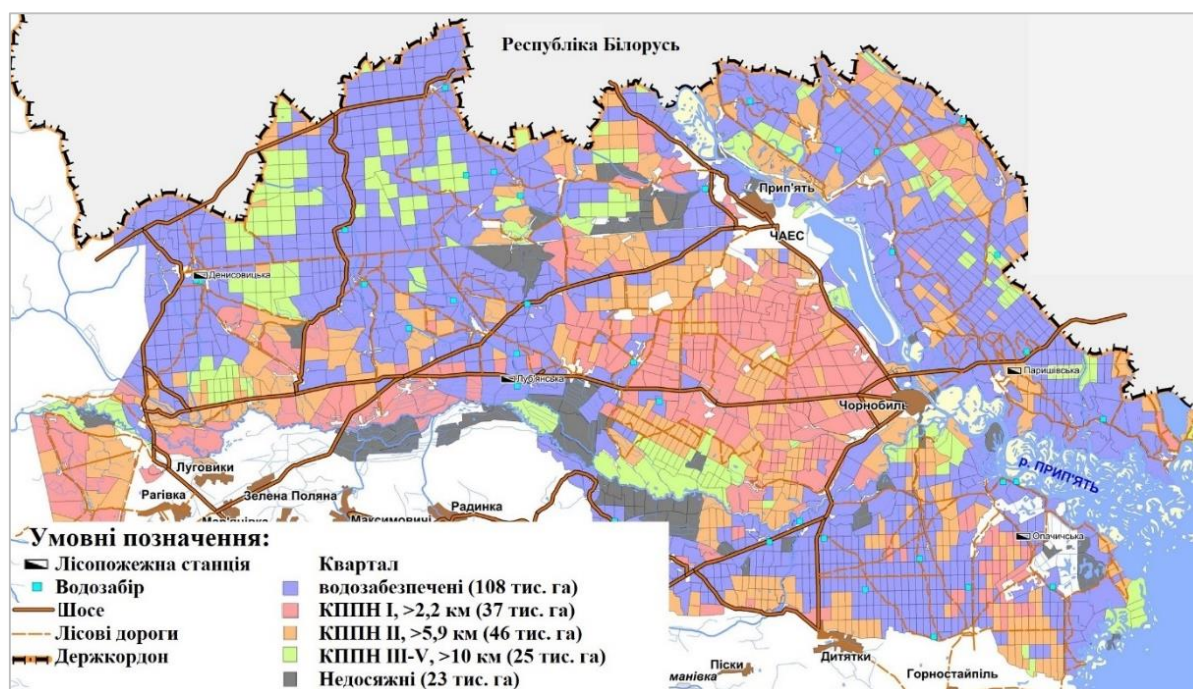 Республіка Білорусь
Прип'ять
ЧАЕС
Денисовицька
Луб'янська
Паришівська
Чорнобиль
р. ПРИП'ЯТЬ
Луговики
Рагівка
Зелена Поляна
Максимовичі
Радинка
Опачицька
Умовні позначення:
Лісопожежна станція
Водозабір
Шосе
Лісові дороги
Держкордон
Квартал
водозабезпечені (108 тис. га)
КППН I, >2,2 км (37 тис. га)
КППН II, >5,9 км (46 тис. га)
КППН III-V, >10 км (25 тис. га)
Недосяжні (23 тис. га)
Дитятки
Піски
манівка
Горностайпіль